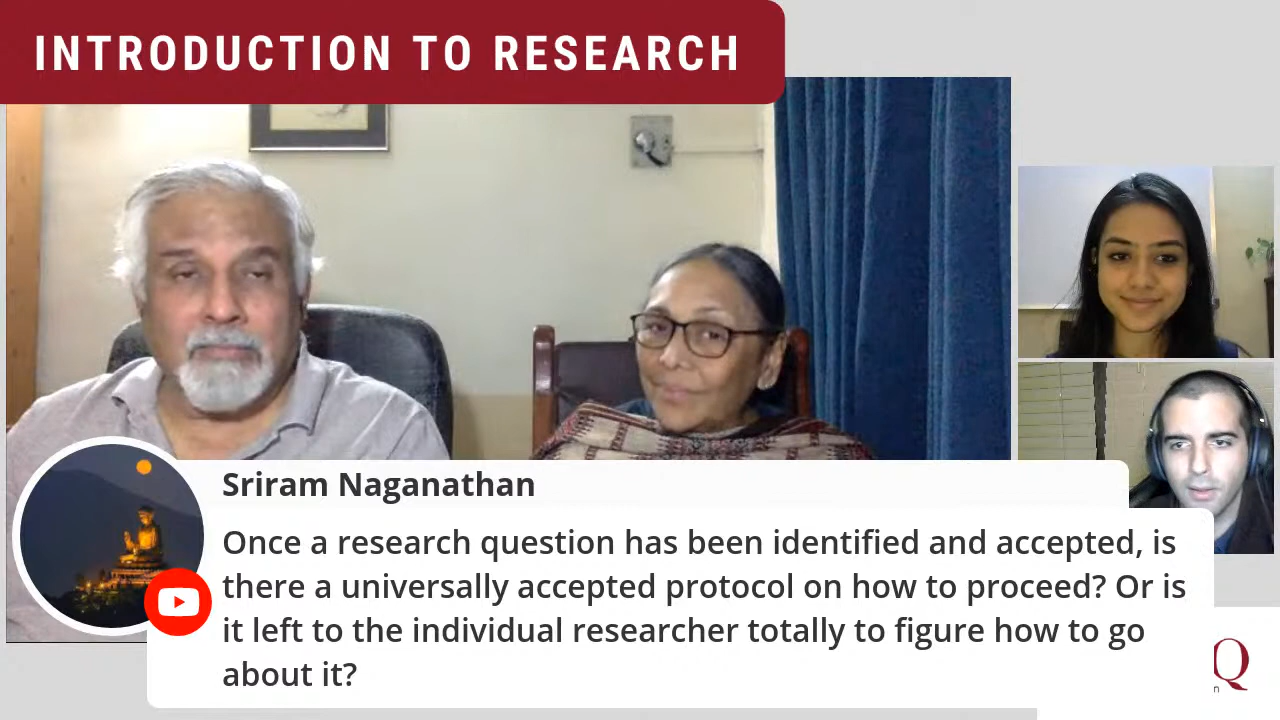 INTRODUCTION TO RESEARCH
Sriram Naganathan
Once a research question has been identified and accepted, is
there a universally accepted protocol on how to proceed? Or is
it left to the individual researcher totally to figure how to go
about it?
Q
n